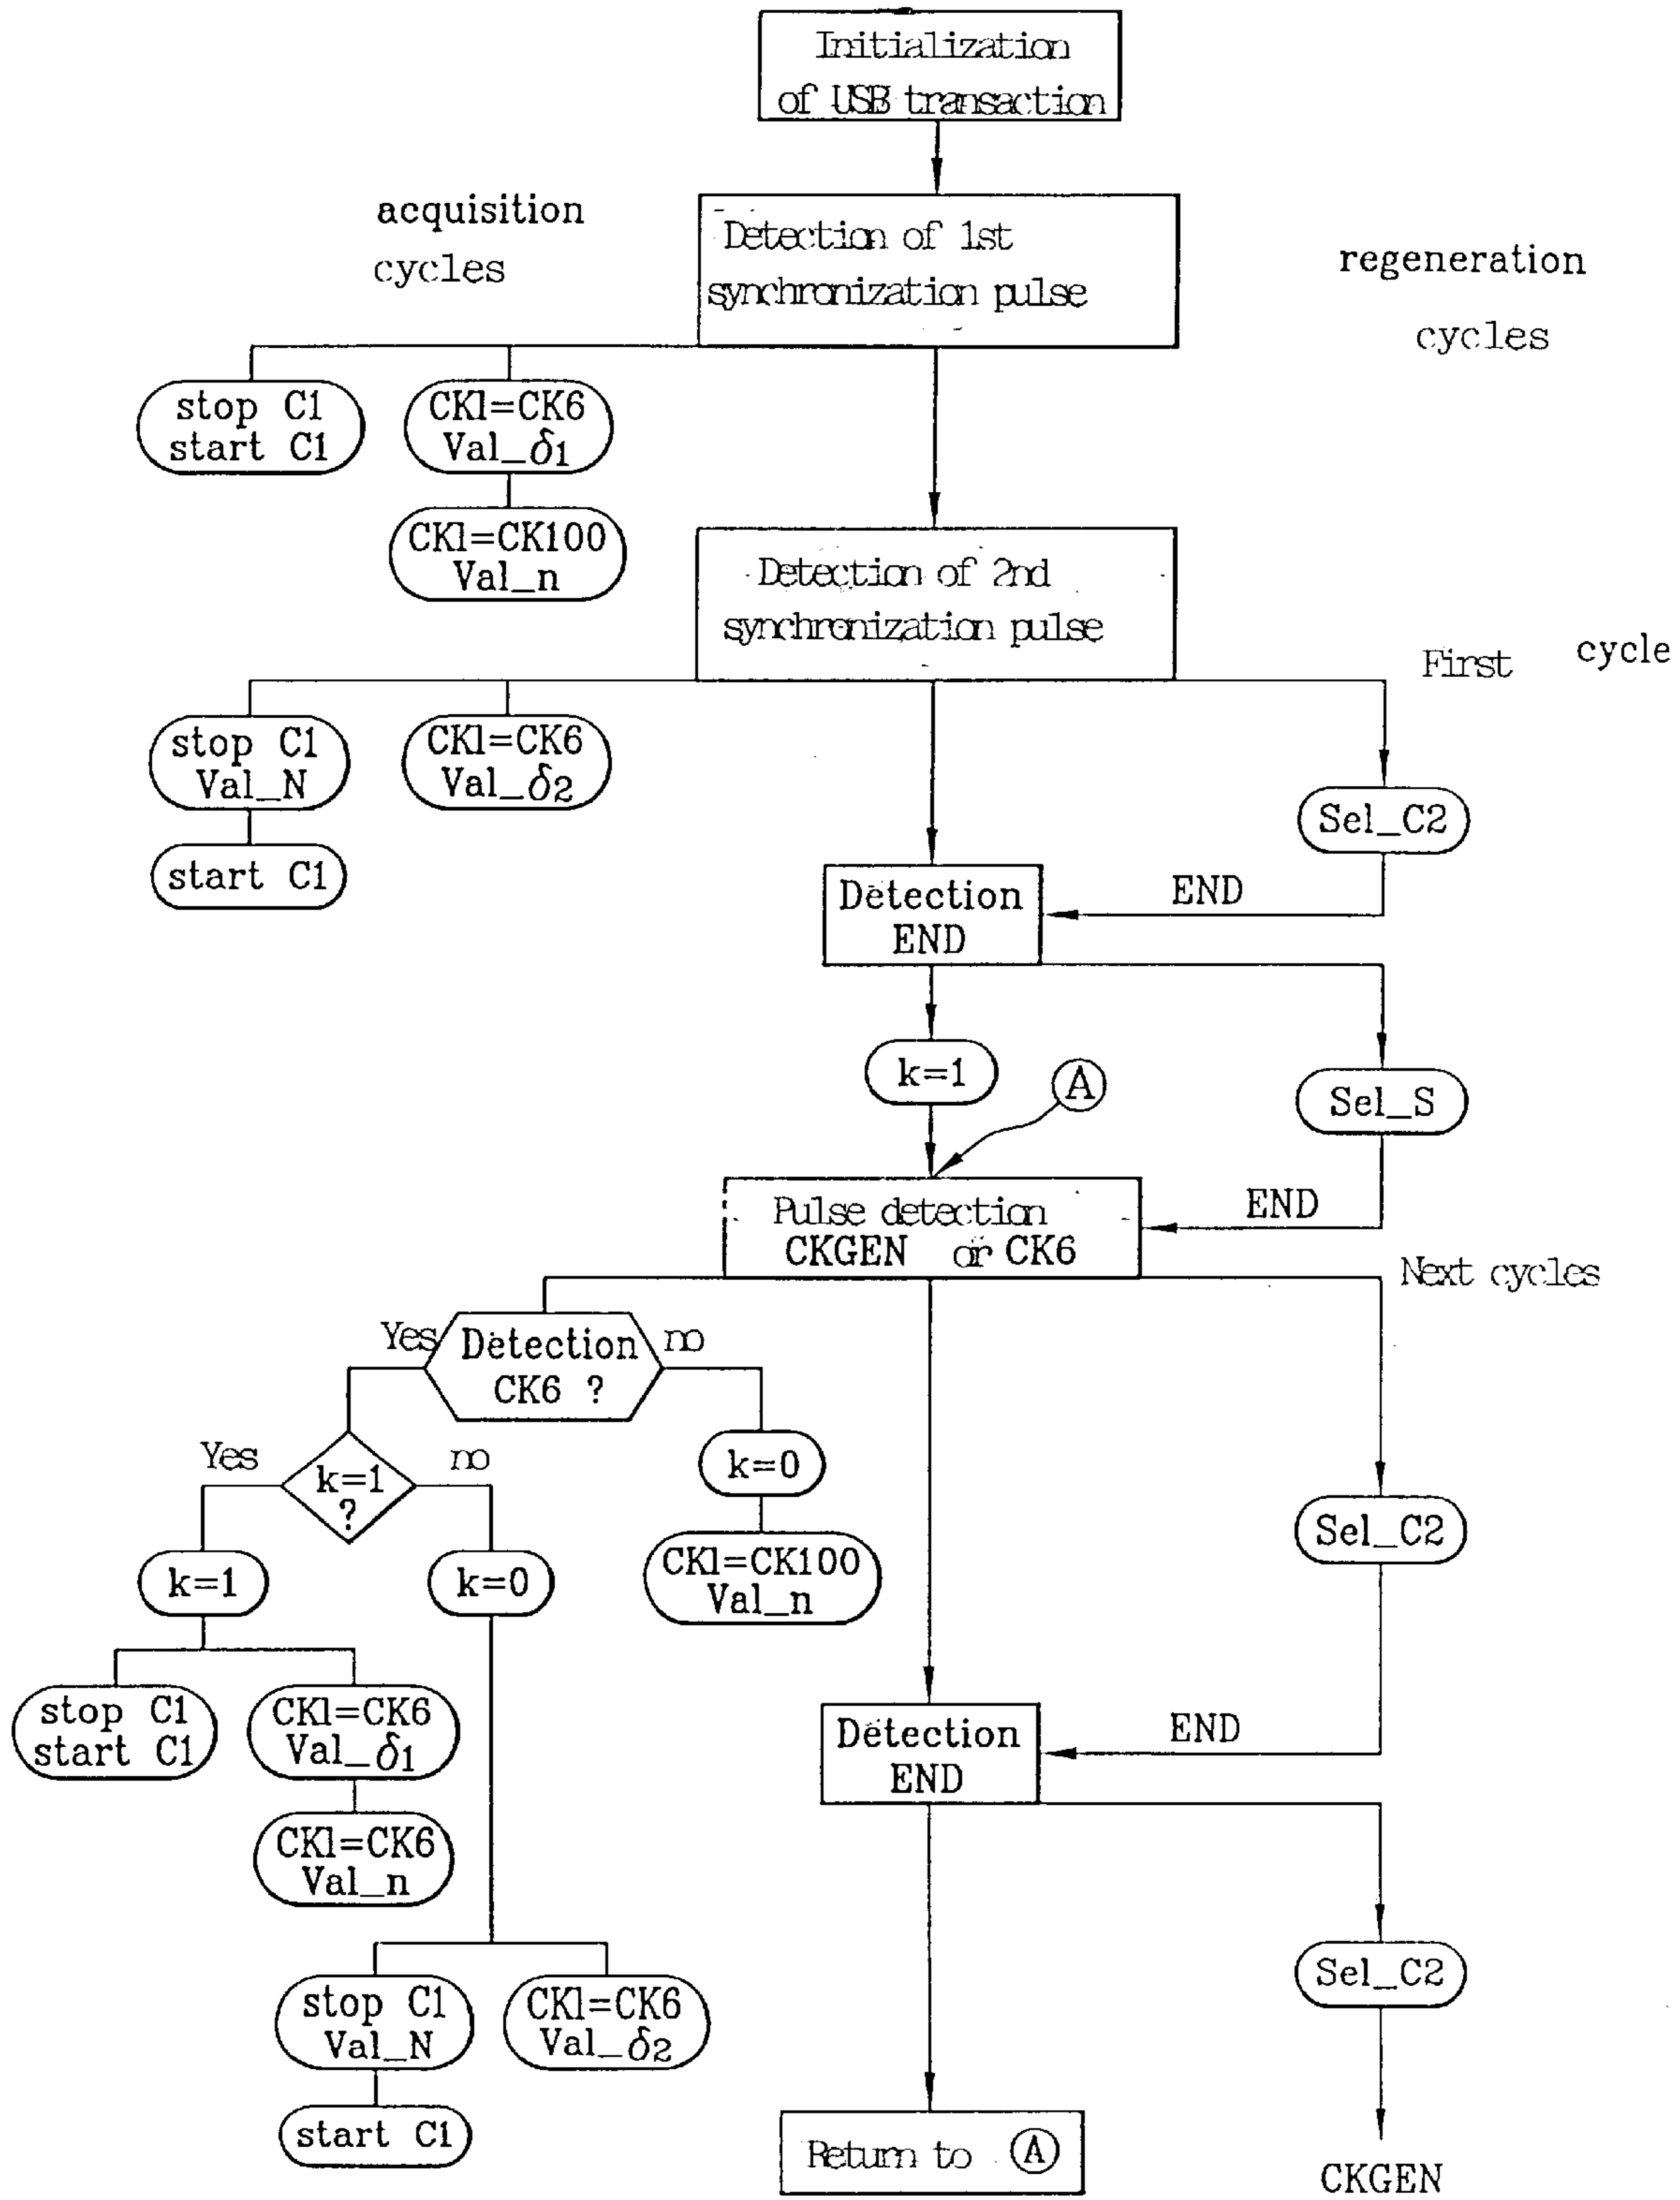 Initialization
of USB transaction
acquisition
cycles
Detection of 1st
synchronization pulse
regeneration
cycles
stop C1
start C1
CK1=CK6
Val_δ1
CK1=CK100
Val_n
Detection of 2nd
synchronization pulse
First cycle
stop C1
Val_N
CK1=CK6
Val_δ2
Sel_C2
start C1
Detection
END
END
k=1
A
Sel_S
Pulse detection
CKGEN or CK6
END
Next cycles
Yes
Detection
CK6 ?
no
Yes
k=1
?
no
k=0
CK1=CK100
Val_n
Sel_C2
k=1
k=0
stop C1
start C1
CK1=CK6
Val_δ1
Detection
END
END
CK1=CK6
Val_n
stop C1
Val_N
CK1=CK6
Val_δ2
Sel_C2
start C1
Return to A
CKGEN